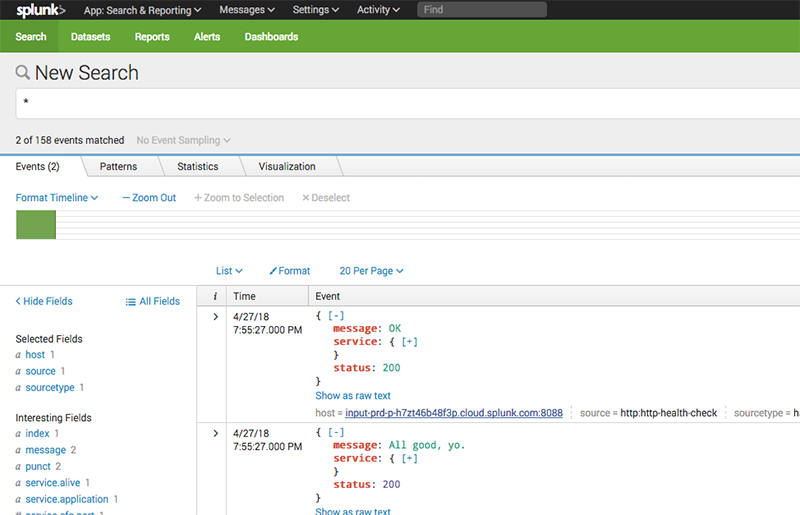 splunk> App: Search & Reporting Messages Settings Activity Find
Search Datasets Reports Alerts Dashboards
New Search
*
2 of 158 events matched No Event Sampling
Events (2) Patterns Statistics Visualization
Format Timeline — Zoom Out + Zoom to Selection × Deselect
List Format 20 Per Page
< Hide Fields All Fields
i Time Event
Selected Fields
a host 1
a source 1
a sourcetype 1
Interesting Fields
a index 1
a message 2
a punct 2
a service.alive 1
a service.application 1
> 4/27/18
7:55:27.000 PM
{ [-]
message: OK
service: { [+]
}
status: 200
}
Show as raw text
host = input-prd-p-h7zt46b48f3p.cloud.splunk.com:8088 source = http:http-health-check sourcetype = h
> 4/27/18
7:55:27.000 PM
{ [-]
message: All good, yo.
service: { [+]
}
status: 200
}
Show as raw text